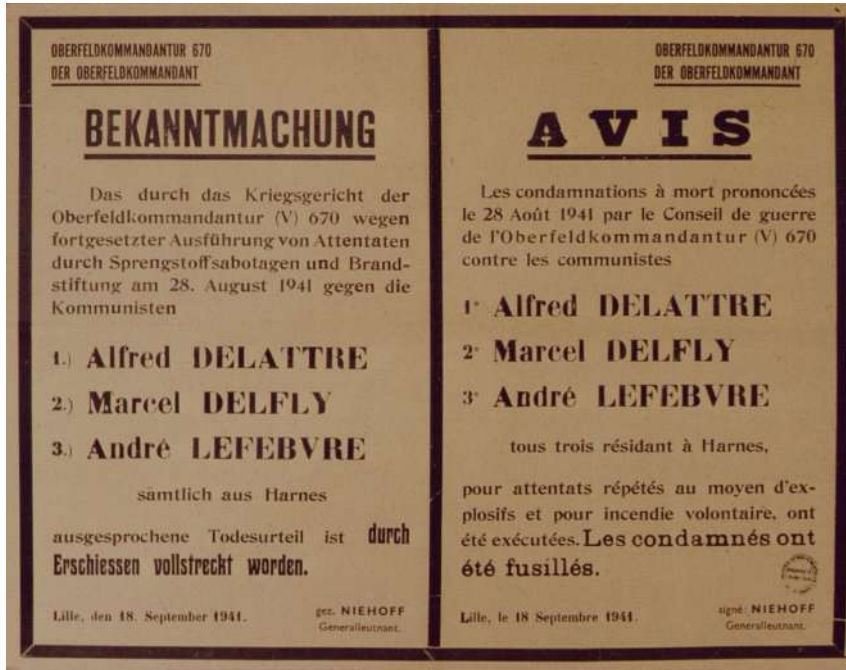 OBERFELDKOMMANDANTUR 670
DER OBERFELDKOMMANDANT
BEKANNTMACHUNG
Das durch das Kriegsgericht der
Oberfeldkommandantur (V) 670 wegen
fortgesetzter Ausführung von Attentaten
durch Sprengstoffsabotagen und Brand-
stiftung am 28. August 1941 gegen die
Kommunisten
1.) Alfred DELATTRE
2.) Marcel DELFLY
3.) André LEFEBVRE
sämtlich aus Harnes
ausgesprochene Todesurteil ist durch
Erschiessen vollstreckt worden.
Lille, den 18. September 1941.
gez. NIEHOFF
Generalleutnant.
OBERFELDKOMMANDANTUR 670
DER OBERFELDKOMMANDANT
AVIS
Les condamnations à mort prononcées
le 28 Août 1941 par le Conseil de guerre
de l'Oberfeldkommandantur (V) 670
contre les communistes
1° Alfred DELATTRE
2° Marcel DELFLY
3° André LEFEBVRE
tous trois résidant à Harnes,
pour attentats répétés au moyen d'ex-
plosifs et pour incendie volontaire, ont
été exécutées. Les condamnés ont
été fusillés.
Lille, le 18 Septembre 1941.
signé: NIEHOFF
Generalleutnant.